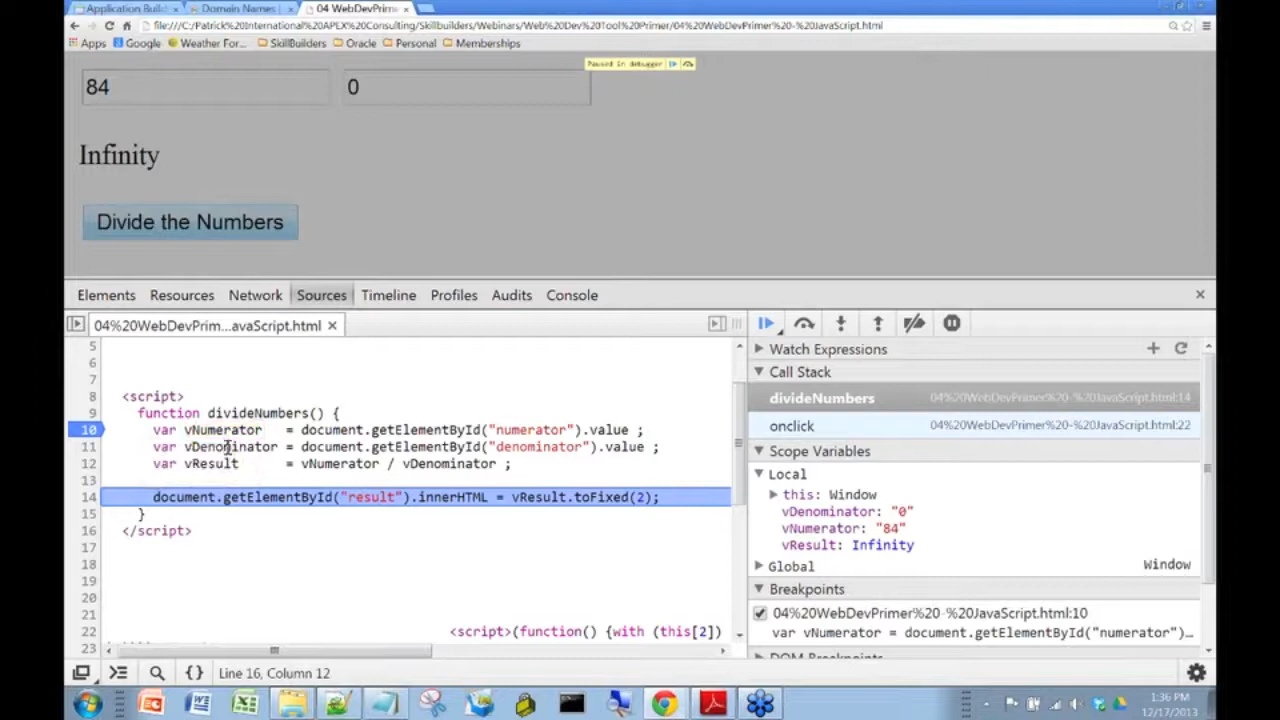 Application Build
Domain Names
04 WebDevPrime
file:///C:/Patrick%20International%20APEX%20Consulting/Skillbuilders/Webinars/Web%20Dev%20Tool%20Primer/04%20WebDevPrimer%20-%20JavaScript.html
Apps Google Weather For... SkillBuilders Oracle Personal Memberships
Paused in debugger
84 0
Infinity
Divide the Numbers
Elements Resources Network Sources Timeline Profiles Audits Console
04%20WebDevPrim...avaScript.html
5
6
7
8 <script>
9 function divideNumbers() {
10 var vNumerator = document.getElementById("numerator").value ;
11 var vDenominator = document.getElementById("denominator").value ;
12 var vResult = vNumerator / vDenominator ;
13
14 document.getElementById("result").innerHTML = vResult.toFixed(2);
15 }
16 </script>
17
18
19
20
21
22 <script>(function() {with (this[2])
23
Watch Expressions
Call Stack
divideNumbers 04%20WebDevPrimer%20-%20JavaScript.html:14
onclick 04%20WebDevPrimer%20-%20JavaScript.html:22
Scope Variables
Local
this: Window
vDenominator: "0"
vNumerator: "84"
vResult: Infinity
Global Window
Breakpoints
04%20WebDevPrimer%20-%20JavaScript.html:10
var vNumerator = document.getElementById("numerator")...
DOM Breakpoints
{} Line 16, Column 12
1:36 PM
12/17/2013